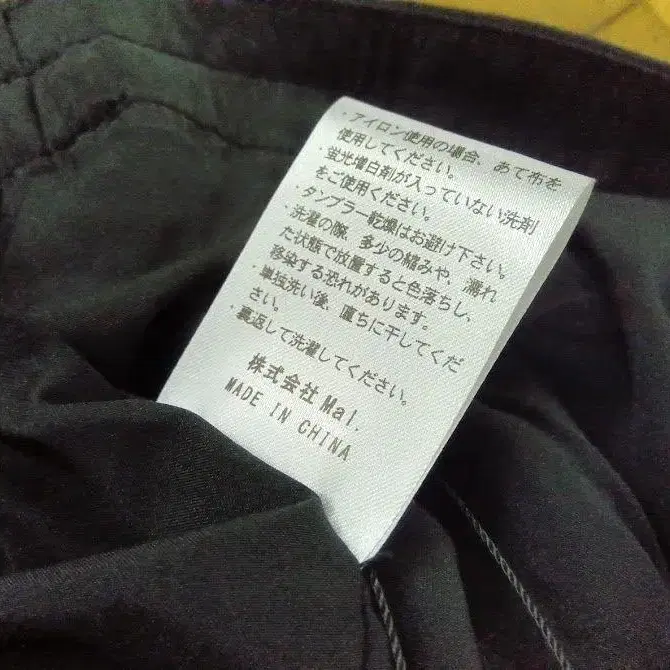 ・アイロン使用の場合、あて布を
使用してください。
・蛍光増白剤が入っていない洗剤
をご使用ください。
・タンブラー乾燥はお避け下さい。
・洗濯の際、多少の縮みや、濡れ
た状態で放置すると色落ちし、
移染する恐れがあります。
・単独洗い後、直ちに干してくだ
さい。
・裏返して洗濯してください。
株式会社 Mal.
MADE IN CHINA